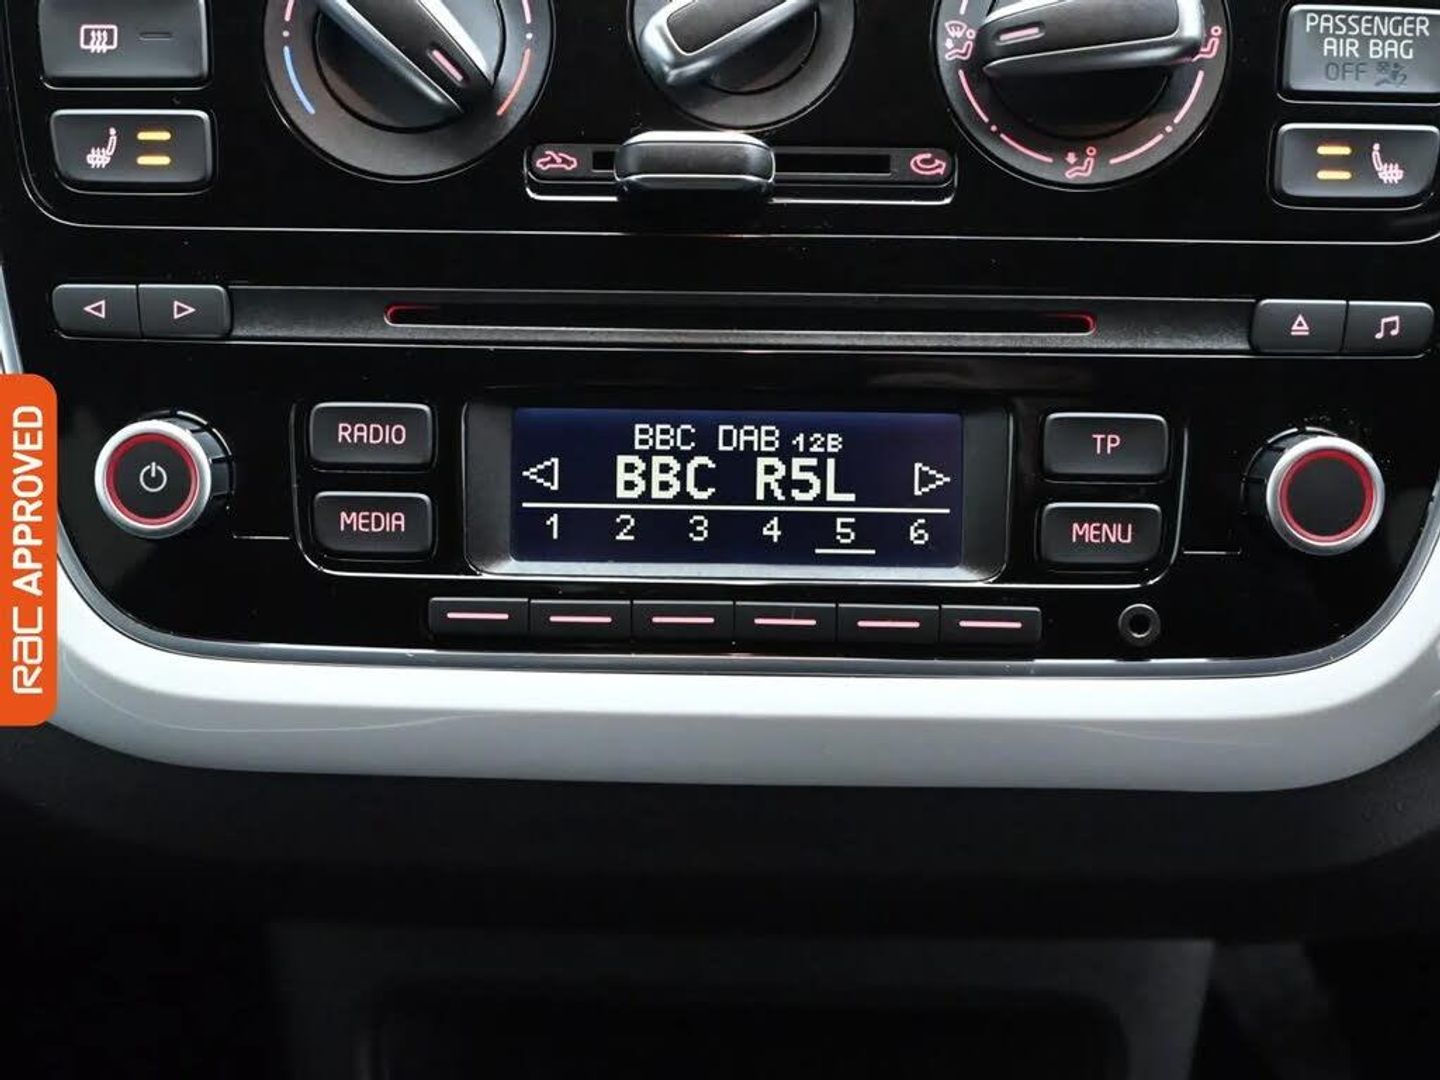 PASSENGER
AIR BAG
OFF
RADIO
MEDIA
BBC DAB 12B
BBC R5L
1 2 3 4 5 6
TP
MENU
RAC APPROVED